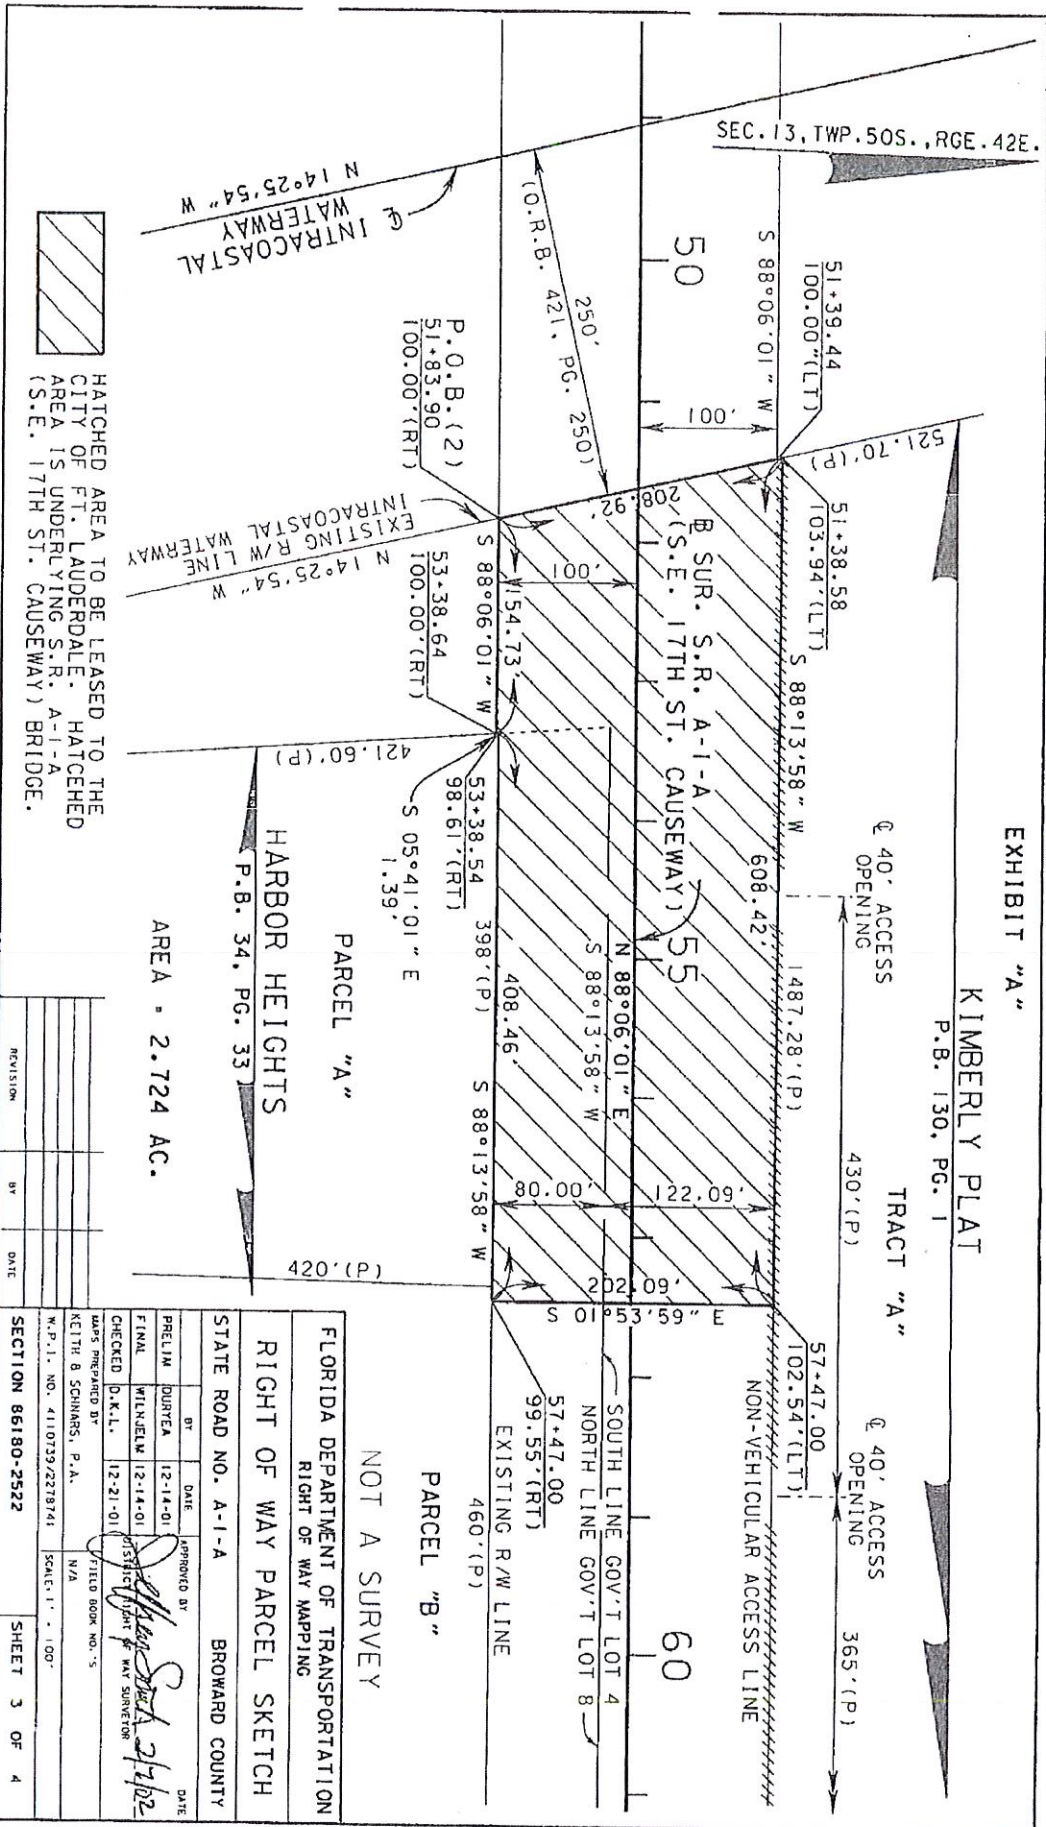 EXHIBIT "A"
KIMBERLY PLAT
P.B. 130, PG. 1
TRACT "A"
SEC.13,TWP.50S.,RGE.42E.
521.70'(P)
℄ 40' ACCESS
OPENING
430'(P)
℄ 40' ACCESS
OPENING
365'(P)
51+39.44
100.00'(LT)
51+38.58
103.94'(LT)
S 88°06'01" W
S 88°13'58" W
608.42'
1487.28'(P)
57+47.00
102.54'(LT)
NON-VEHICULAR ACCESS LINE
100'
50
55
60
℄ INTRACOASTAL
WATERWAY
N 14°25'54" W
250'
(O.R.B. 421, PG. 250)
208.92'
B SUR. S.R. A-1-A
(S.E. 17TH ST. CAUSEWAY)
N 88°06'01" E
S 88°13'58" W
122.09'
80.00'
202.09'
S 01°53'59" E
SOUTH LINE GOV'T LOT 4
NORTH LINE GOV'T LOT 8
57+47.00
99.55'(RT)
EXISTING R/W LINE
460'(P)
100'
P.O.B.(2)
51+83.90
100.00'(RT)
EXISTING R/W LINE
INTRACOASTAL WATERWAY
N 14°25'54" W
S 88°06'01" W
154.73'
53+38.64
100.00'(RT)
53+38.54
98.61'(RT)
S 05°41'01" E
1.39'
398'(P)
408.46'
S 88°13'58" W
421.60'(P)
420'(P)
PARCEL "A"
HARBOR HEIGHTS
P.B. 34, PG. 33
PARCEL "B"
AREA = 2.724 AC.
NOT A SURVEY
HATCHED AREA TO BE LEASED TO THE
CITY OF FT. LAUDERDALE. HATCEHED
AREA IS UNDERLYING S.R. A-1-A
(S.E. 17TH ST. CAUSEWAY) BRIDGE.
REVISION BY DATE
FLORIDA DEPARTMENT OF TRANSPORTATION
RIGHT OF WAY MAPPING
RIGHT OF WAY PARCEL SKETCH
STATE ROAD NO. A-1-A BROWARD COUNTY
BY DATE APPROVED BY DATE
PRELIM DURYEA 12-14-01
FINAL WILHJELM 12-14-01
CHECKED D.K.L. 12-21-01
2/7/02
DISTRICT RIGHT OF WAY SURVEYOR
MAPS PREPARED BY
KEITH & SCHNARS, P.A.
FIELD BOOK NO.'S
N/A
W.P.I. NO. 4110739/2278741 SCALE: 1" = 100'
SECTION 86180-2522 SHEET 3 OF 4